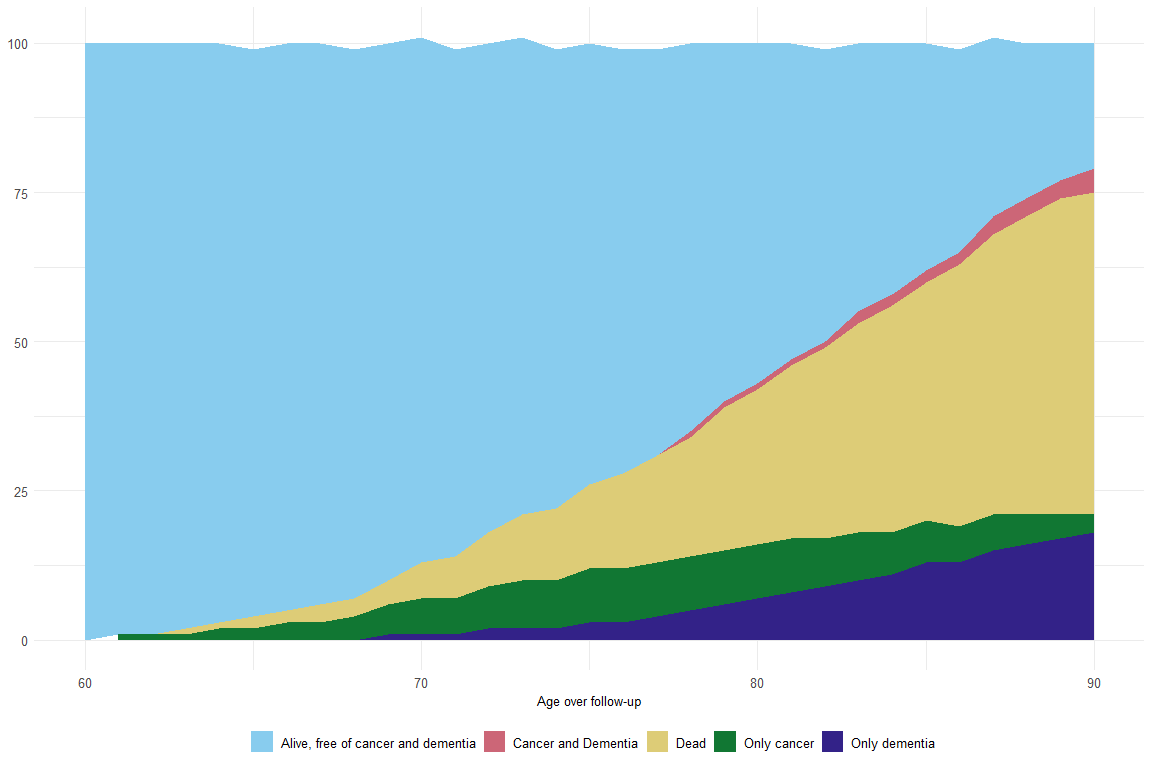 100
75
50
25
0
60 70 80 90
Age over follow-up
Alive, free of cancer and dementia Cancer and Dementia Dead Only cancer Only dementia